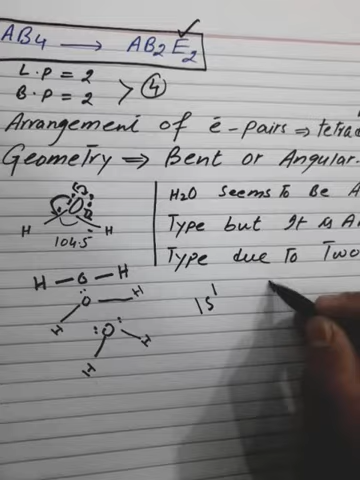 AB4 → AB2E2
L.P = 2
B.P = 2 > 4
Arrangement of e-pairs ⇒
Geometry ⇒ Bent or Angular.
O
H H
104.5
H2O seems To Be
Type but It is
Type due To Two
H - O - H
O - H
H
:O:
H H
1s1